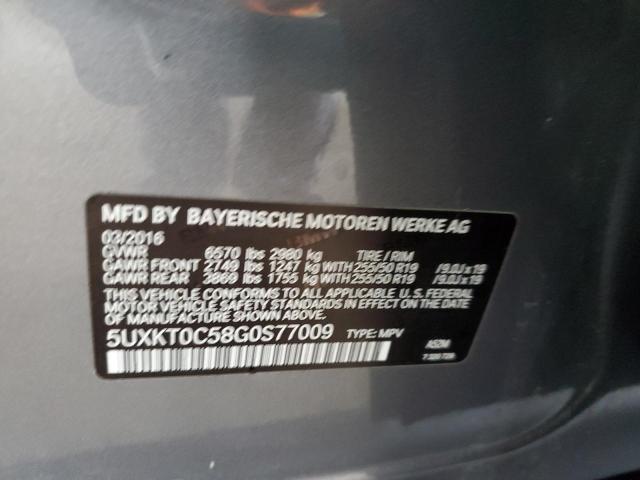 MFD BY BAYERISCHE MOTOREN WERKE AG
03/2016
GVWR 6570 lbs 2980 kg TIRE / RIM
GAWR FRONT 2749 lbs 1247 kg WITH 255/50 R19 / 9.0J x 19
GAWR REAR 3869 lbs 1755 kg WITH 255/50 R19 / 9.0J x 19
THIS VEHICLE CONFORMS TO ALL APPLICABLE U.S. FEDERAL
MOTOR VEHICLE SAFETY STANDARDS IN EFFECT ON THE DATE
OF MANUFACTURE SHOWN ABOVE.
5UXKT0C58G0S77009 TYPE: MPV